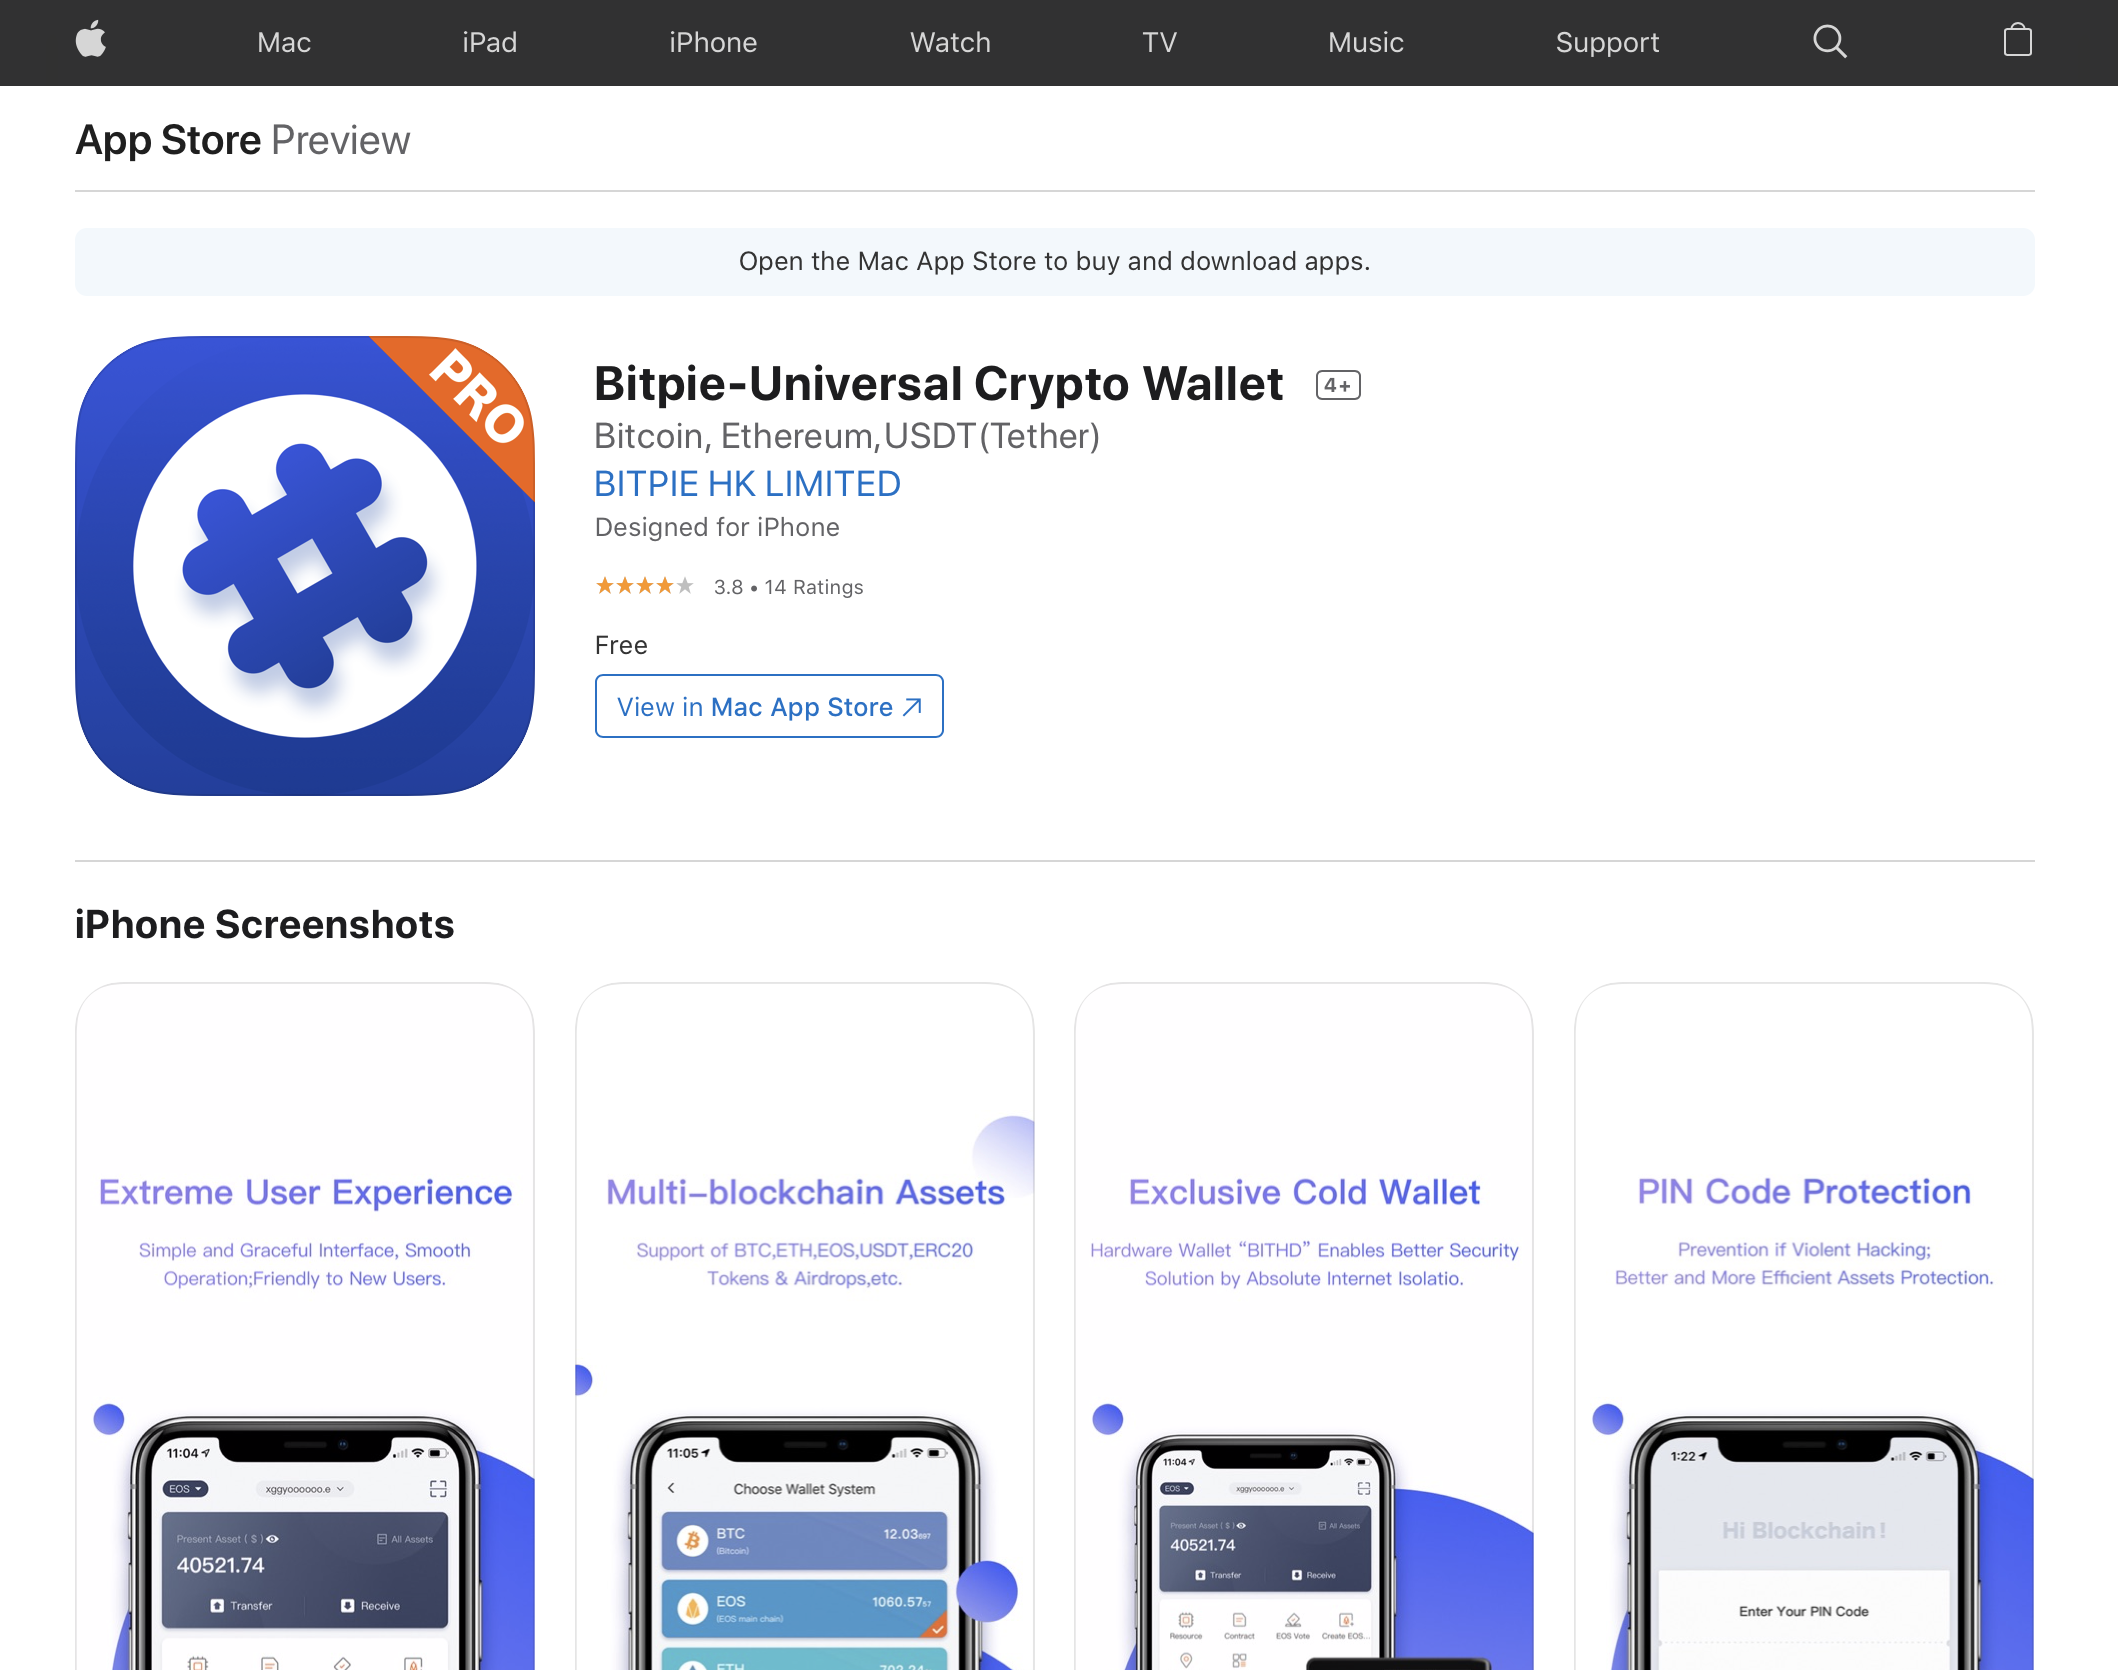 Mac iPad iPhone Watch TV Music Support
App Store Preview
Open the Mac App Store to buy and download apps.
PRO
Bitpie-Universal Crypto Wallet 4+
Bitcoin, Ethereum,USDT(Tether)
BITPIE HK LIMITED
Designed for iPhone
3.8 • 14 Ratings
Free
View in Mac App Store
iPhone Screenshots
Extreme User Experience
Simple and Graceful Interface, Smooth
Operation;Friendly to New Users.
11:04
EOS xggyoooooo.e
Present Asset ( $ ) All Assets
40521.74
Transfer Receive
Multi-blockchain Assets
Support of BTC,ETH,EOS,USDT,ERC20
Tokens & Airdrops,etc.
11:05
Choose Wallet System
BTC 12.03697
(Bitcoin)
EOS 1060.5757
(EOS main chain)
ETH
Exclusive Cold Wallet
Hardware Wallet “BITHD” Enables Better Security
Solution by Absolute Internet Isolatio.
11:04
EOS xggyoooooo.e
Present Asset ( $ ) All Assets
40521.74
Transfer Receive
Resource Contract EOS Vote Create EOS...
PIN Code Protection
Prevention if Violent Hacking;
Better and More Efficient Assets Protection.
1:22
Hi Blockchain!
Enter Your PIN Code